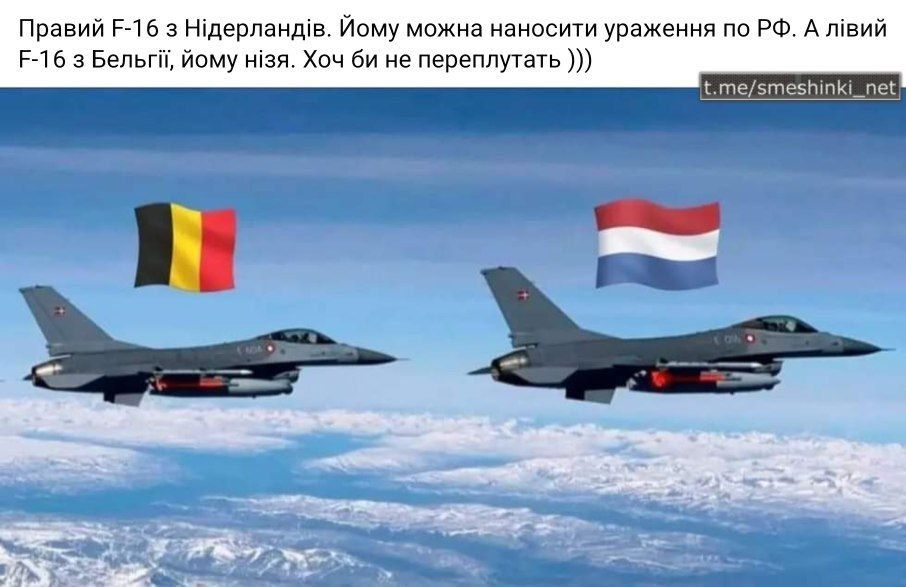 Правий F-16 з Нідерландів. Йому можна наносити ураження по РФ. А лівий
F-16 з Бельгії, йому нізя. Хоч би не переплутать )))
t.me/smeshinki_net